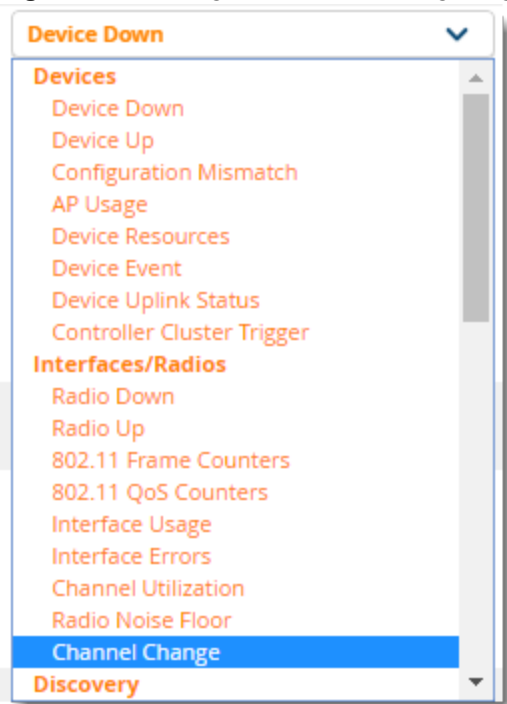 Device Down
Devices
Device Down
Device Up
Configuration Mismatch
AP Usage
Device Resources
Device Event
Device Uplink Status
Controller Cluster Trigger
Interfaces/Radios
Radio Down
Radio Up
802.11 Frame Counters
802.11 QoS Counters
Interface Usage
Interface Errors
Channel Utilization
Radio Noise Floor
Channel Change
Discovery